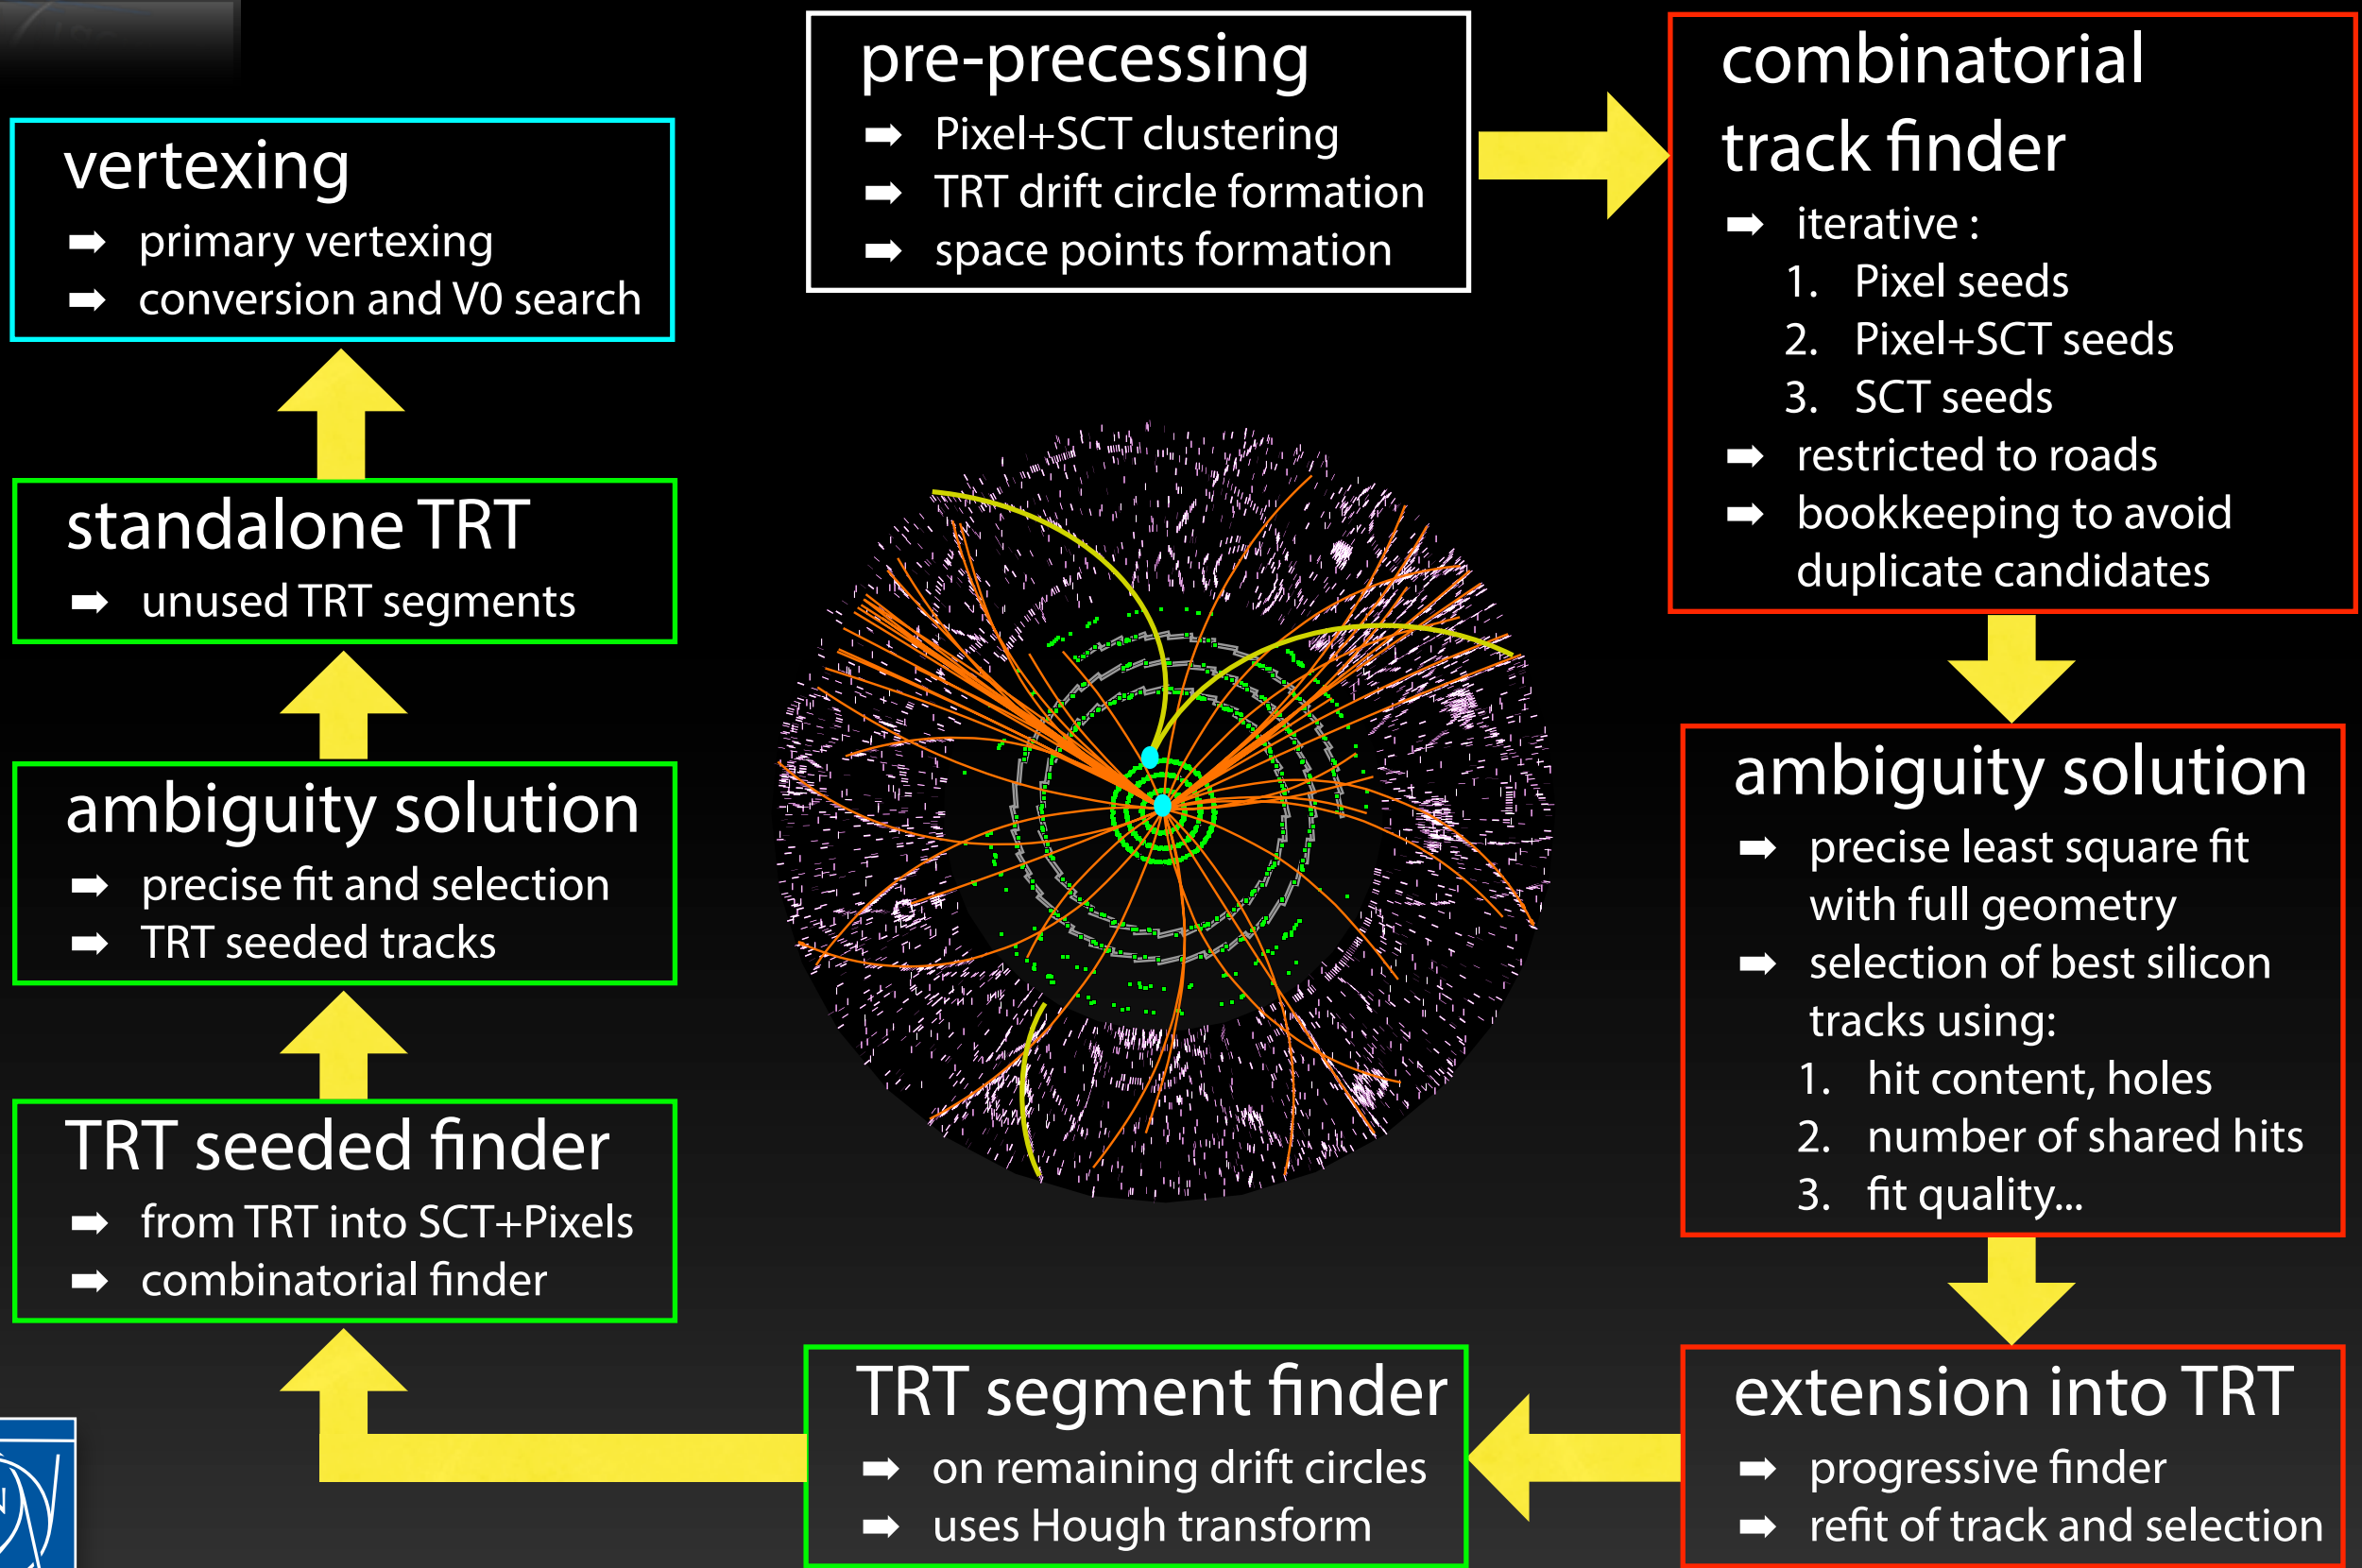 pre-precessing
Pixel+SCT clustering
TRT drift circle formation
space points formation
combinatorial
track finder
iterative :
1. Pixel seeds
2. Pixel+SCT seeds
3. SCT seeds
restricted to roads
bookkeeping to avoid
duplicate candidates
ambiguity solution
precise least square fit
with full geometry
selection of best silicon
tracks using:
1. hit content, holes
2. number of shared hits
3. fit quality...
extension into TRT
progressive finder
refit of track and selection
TRT segment finder
on remaining drift circles
uses Hough transform
TRT seeded finder
from TRT into SCT+Pixels
combinatorial finder
ambiguity solution
precise fit and selection
TRT seeded tracks
standalone TRT
unused TRT segments
vertexing
primary vertexing
conversion and V0 search